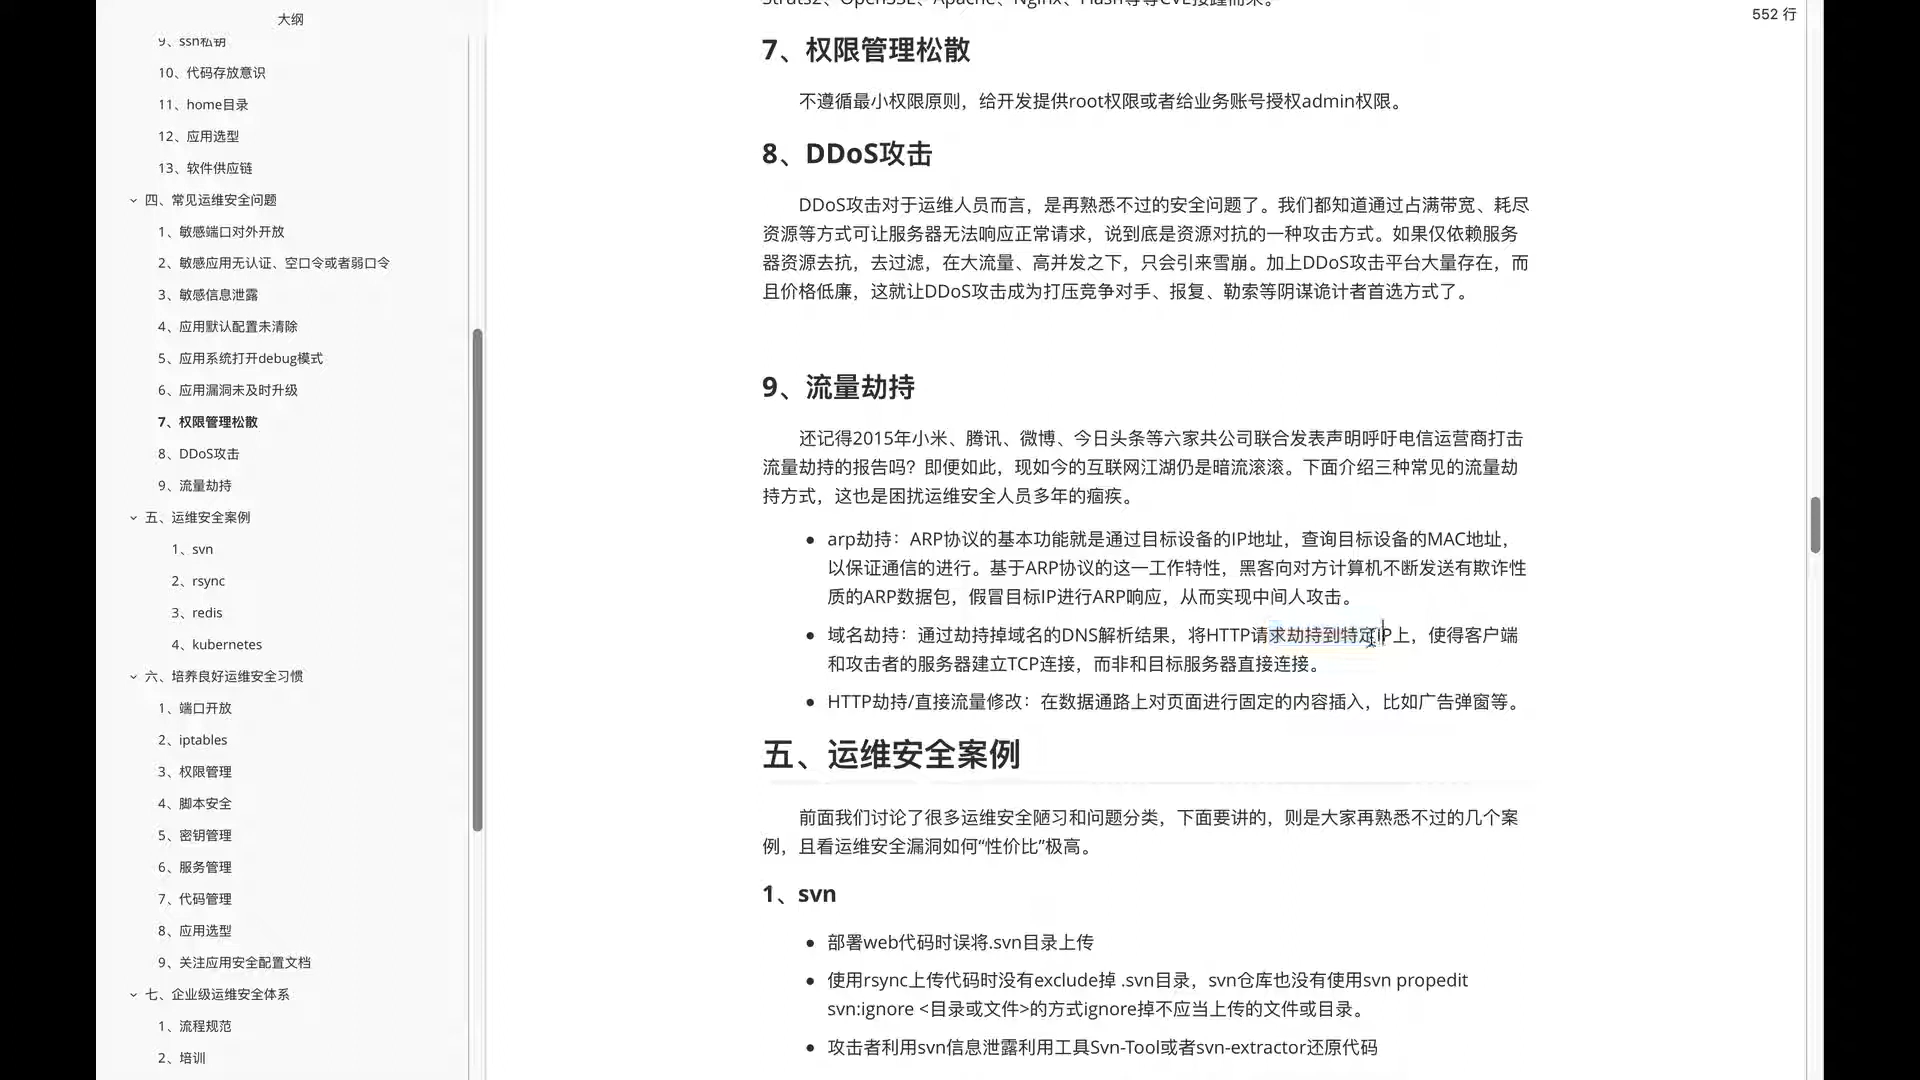 大纲
552 行
9、ssh私钥
10、代码存放意识
11、home目录
12、应用选型
13、软件供应链
四、常见运维安全问题
1、敏感端口对外开放
2、敏感应用无认证、空口令或者弱口令
3、敏感信息泄露
4、应用默认配置未清除
5、应用系统打开debug模式
6、应用漏洞未及时升级
7、权限管理松散
8、DDoS攻击
9、流量劫持
五、运维安全案例
1、svn
2、rsync
3、redis
4、kubernetes
六、培养良好运维安全习惯
1、端口开放
2、iptables
3、权限管理
4、脚本安全
5、密钥管理
6、服务管理
7、代码管理
8、应用选型
9、关注应用安全配置文档
七、企业级运维安全体系
1、流程规范
2、培训
Struts2、OpenSSL、Apache、Nginx、Flash等等CVE接踵而来。
7、权限管理松散
不遵循最小权限原则，给开发提供root权限或者给业务账号授权admin权限。
8、DDoS攻击
DDoS攻击对于运维人员而言，是再熟悉不过的安全问题了。我们都知道通过占满带宽、耗尽
资源等方式可让服务器无法响应正常请求，说到底是资源对抗的一种攻击方式。如果仅依赖服务
器资源去抗，去过滤，在大流量、高并发之下，只会引来雪崩。加上DDoS攻击平台大量存在，而
且价格低廉，这就让DDoS攻击成为打压竞争对手、报复、勒索等阴谋诡计者首选方式了。
9、流量劫持
还记得2015年小米、腾讯、微博、今日头条等六家共公司联合发表声明呼吁电信运营商打击
流量劫持的报告吗？即便如此，现如今的互联网江湖仍是暗流滚滚。下面介绍三种常见的流量劫
持方式，这也是困扰运维安全人员多年的痼疾。
arp劫持：ARP协议的基本功能就是通过目标设备的IP地址，查询目标设备的MAC地址，
以保证通信的进行。基于ARP协议的这一工作特性，黑客向对方计算机不断发送有欺诈性
质的ARP数据包，假冒目标IP进行ARP响应，从而实现中间人攻击。
域名劫持：通过劫持掉域名的DNS解析结果，将HTTP请求劫持到特定IP上，使得客户端
和攻击者的服务器建立TCP连接，而非和目标服务器直接连接。
HTTP劫持/直接流量修改：在数据通路上对页面进行固定的内容插入，比如广告弹窗等。
五、运维安全案例
前面我们讨论了很多运维安全陋习和问题分类，下面要讲的，则是大家再熟悉不过的几个案
例，且看运维安全漏洞如何“性价比”极高。
1、svn
部署web代码时误将.svn目录上传
使用rsync上传代码时没有exclude掉 .svn目录，svn仓库也没有使用svn propedit
svn:ignore <目录或文件>的方式ignore掉不应当上传的文件或目录。
攻击者利用svn信息泄露利用工具Svn-Tool或者svn-extractor还原代码